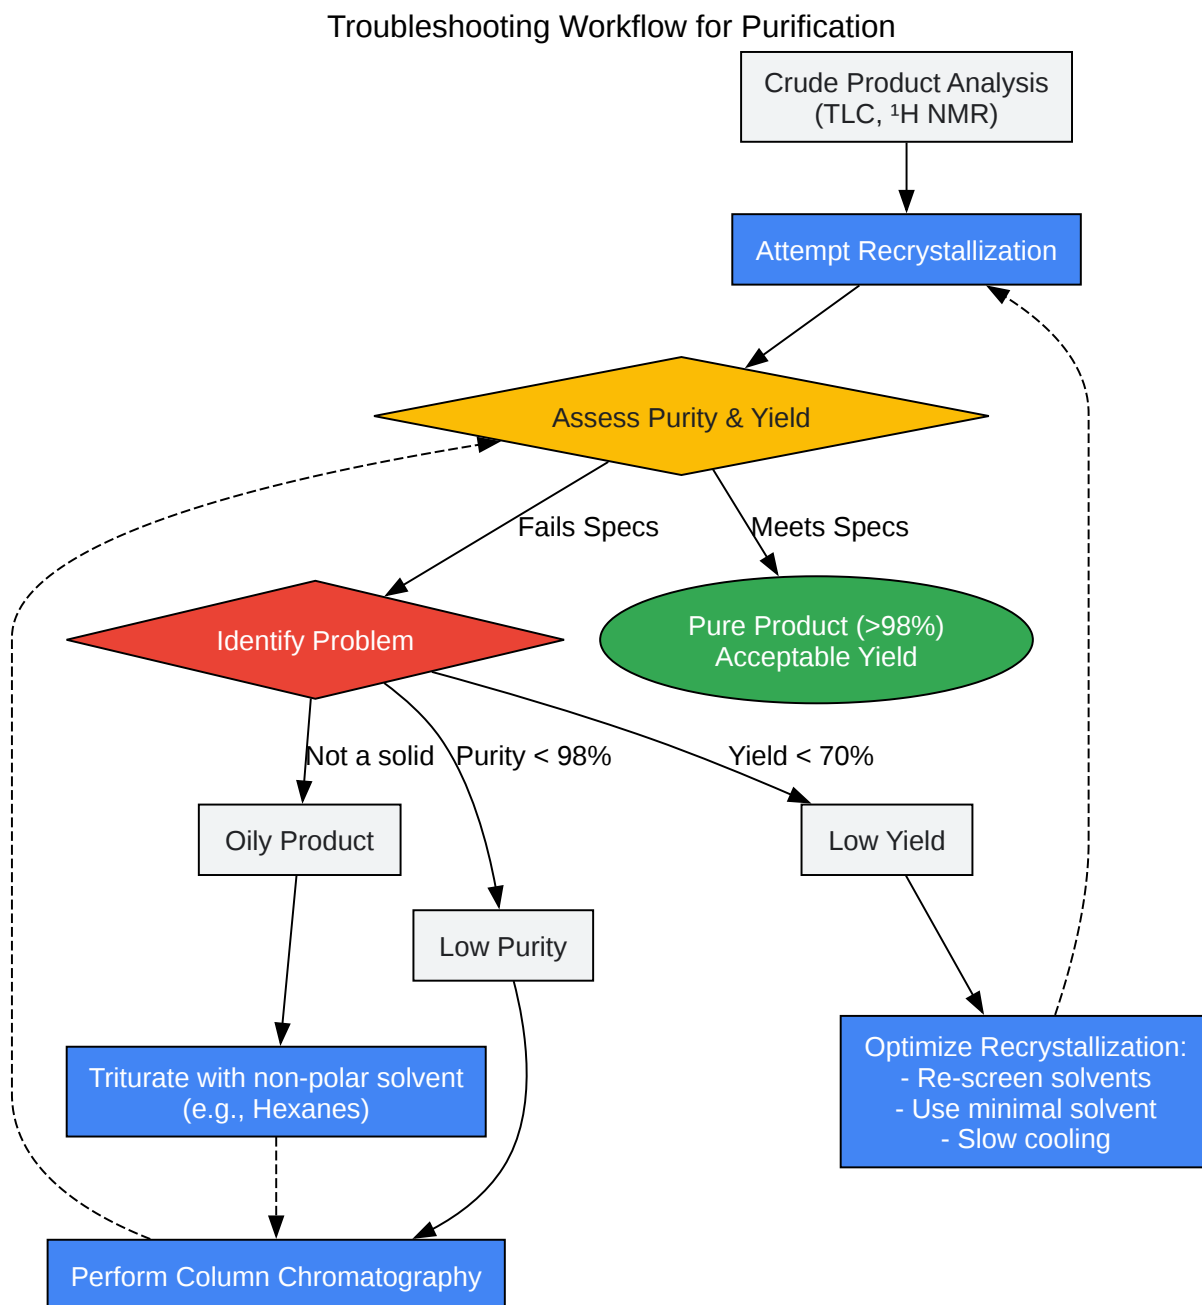 Troubleshooting Workflow for Purification
Crude Product Analysis
(TLC, ¹H NMR)
Attempt Recrystallization
Assess Purity & Yield
Fails Specs
Meets Specs
Identify Problem
Pure Product (>98%)
Acceptable Yield
Not a solid
Purity < 98%
Yield < 70%
Oily Product
Low Yield
Low Purity
Triturate with non-polar solvent
(e.g., Hexanes)
Optimize Recrystallization:
- Re-screen solvents
- Use minimal solvent
- Slow cooling
Perform Column Chromatography